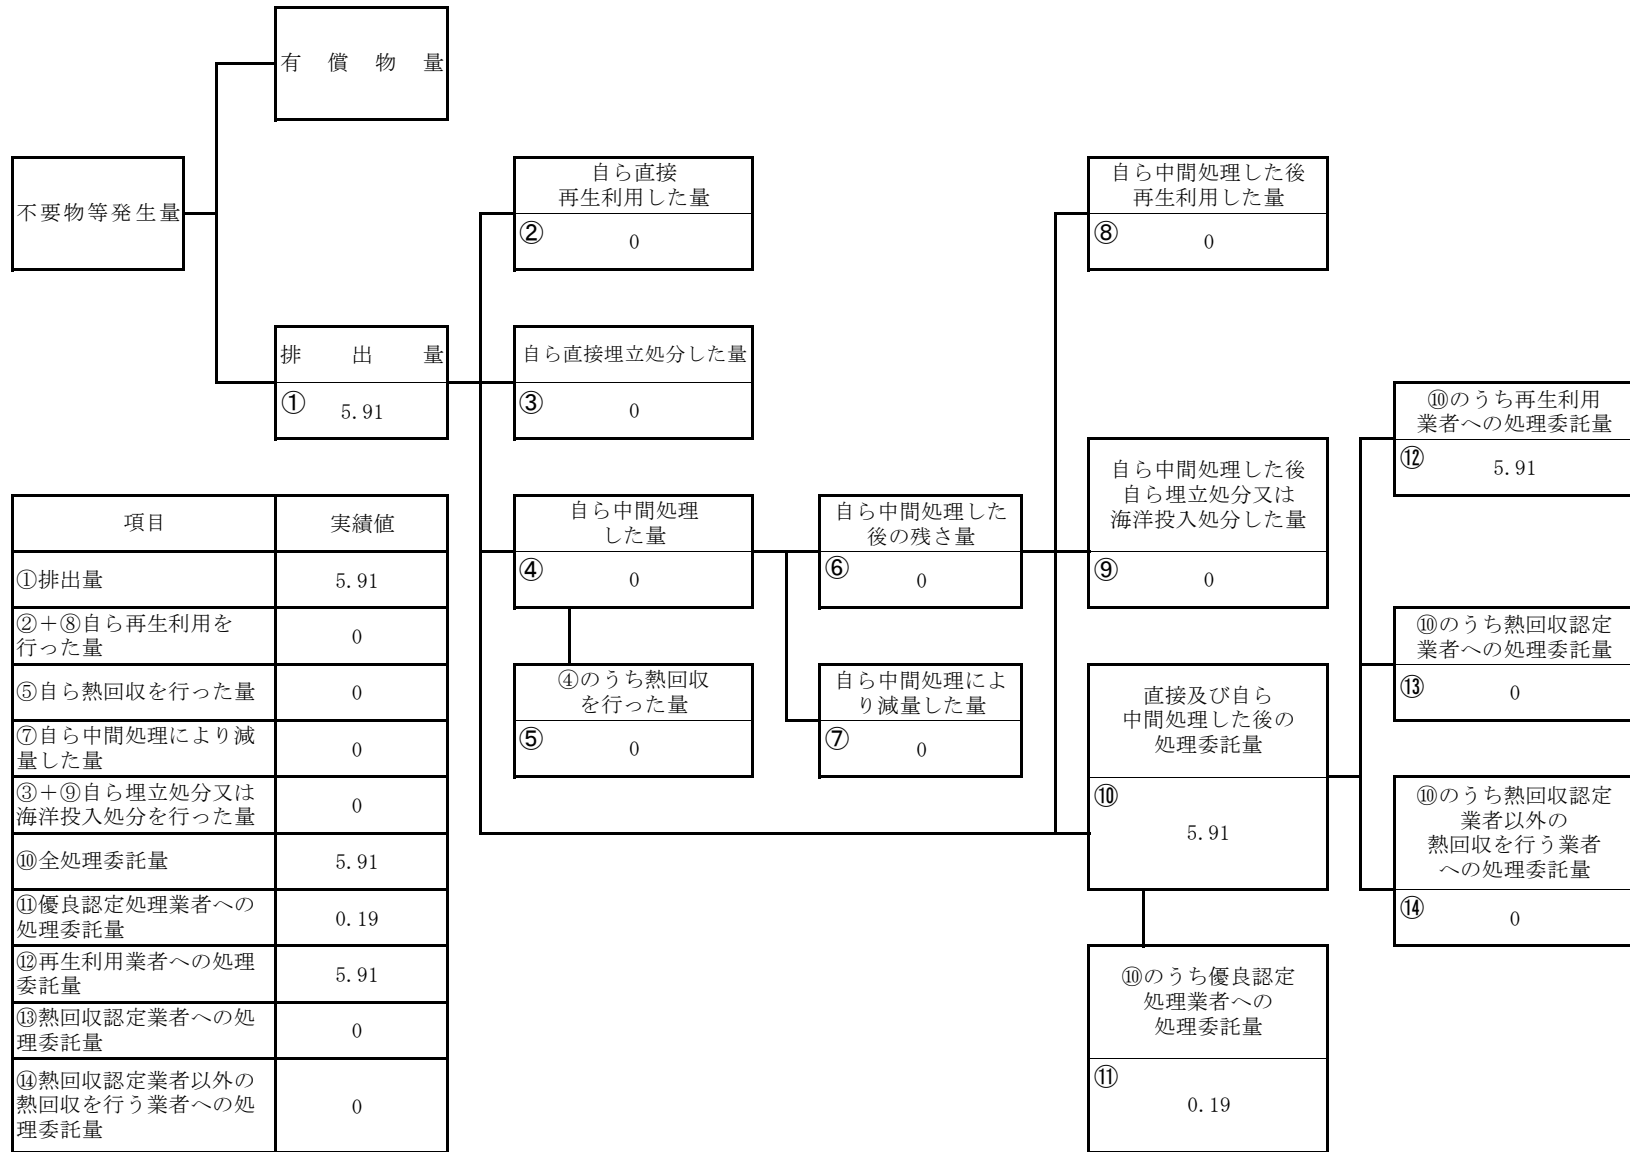 有償物量
不要物等発生量
排出量
① 5.91
自ら直接
再生利用した量
② 0
自ら直接埋立処分した量
③ 0
自ら中間処理
した量
④ 0
④のうち熱回収
を行った量
⑤ 0
自ら中間処理した
後の残さ量
⑥ 0
自ら中間処理によ
り減量した量
⑦ 0
自ら中間処理した後
再生利用した量
⑧ 0
自ら中間処理した後
自ら埋立処分又は
海洋投入処分した量
⑨ 0
直接及び自ら
中間処理した後の
処理委託量
⑩
5.91
⑩のうち優良認定
処理業者への
処理委託量
⑪
0.19
⑩のうち再生利用
業者への処理委託量
⑫ 5.91
⑩のうち熱回収認定
業者への処理委託量
⑬ 0
⑩のうち熱回収認定
業者以外の
熱回収を行う業者
への処理委託量
⑭ 0
項目 実績値
①排出量 5.91
②+⑧自ら再生利用を
行った量 0
⑤自ら熱回収を行った量 0
⑦自ら中間処理により減
量した量 0
③+⑨自ら埋立処分又は
海洋投入処分を行った量 0
⑩全処理委託量 5.91
⑪優良認定処理業者への
処理委託量 0.19
⑫再生利用業者への処理
委託量 5.91
⑬熱回収認定業者への処
理委託量 0
⑭熱回収認定業者以外の
熱回収を行う業者への処
理委託量 0